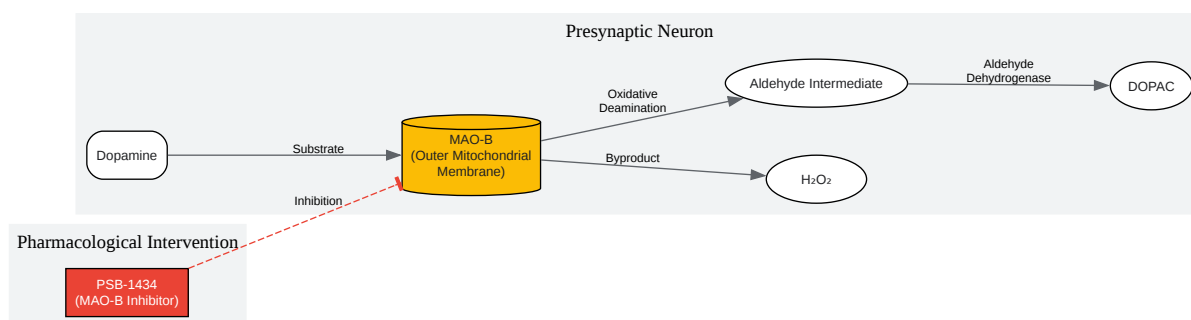 Presynaptic Neuron
Aldehyde
Dehydrogenase
Aldehyde Intermediate
DOPAC
Oxidative
Deamination
MAO-B
(Outer Mitochondrial
Membrane)
Dopamine
Substrate
Byproduct
H₂O₂
Inhibition
Pharmacological Intervention
PSB-1434
(MAO-B Inhibitor)